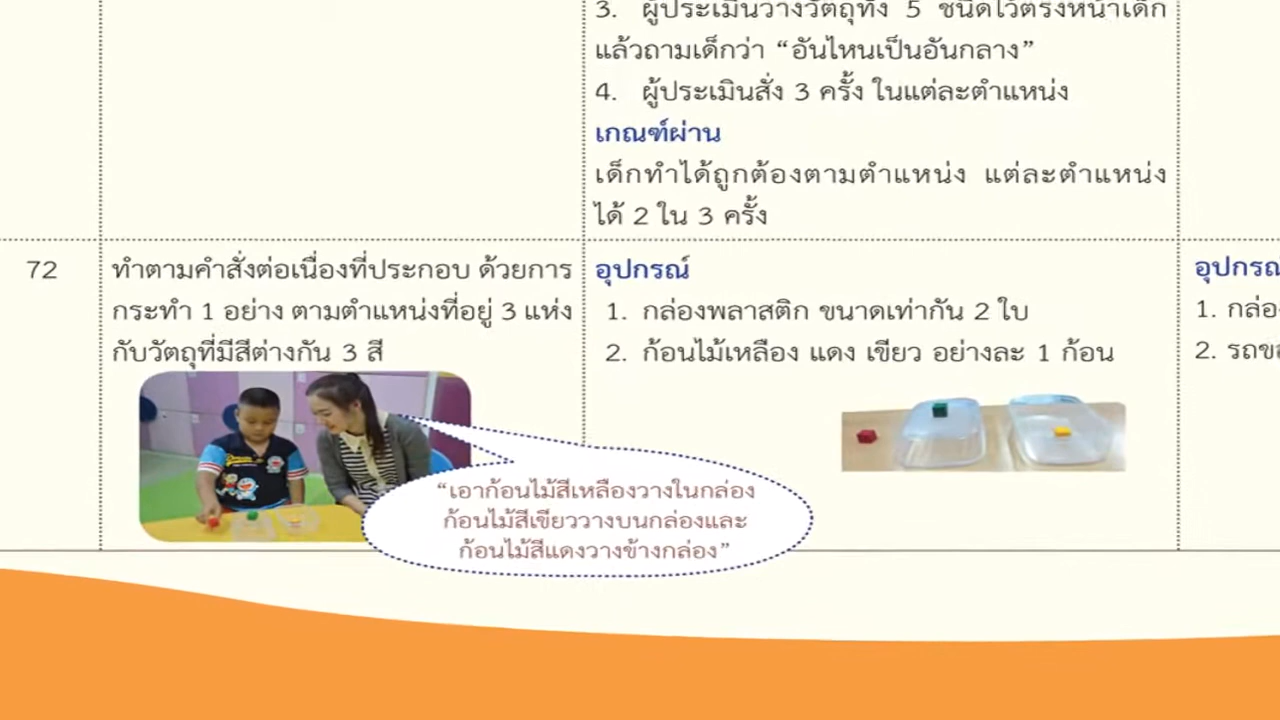 3. ผู้ประเมินวางวัตถุทั้ง 5 ชนิดไว้ตรงหน้าเด็ก
แล้วถามเด็กว่า “อันไหนเป็นอันกลาง”
4. ผู้ประเมินสั่ง 3 ครั้ง ในแต่ละตำแหน่ง
เกณฑ์ผ่าน
เด็กทำได้ถูกต้องตามตำแหน่ง แต่ละตำแหน่ง
ได้ 2 ใน 3 ครั้ง
72
ทำตามคำสั่งต่อเนื่องที่ประกอบ ด้วยการ
กระทำ 1 อย่าง ตามตำแหน่งที่อยู่ 3 แห่ง
กับวัตถุที่มีสีต่างกัน 3 สี
“เอาก้อนไม้สีเหลืองวางในกล่อง
ก้อนไม้สีเขียววางบนกล่องและ
ก้อนไม้สีแดงวางข้างกล่อง”
อุปกรณ์
1. กล่องพลาสติก ขนาดเท่ากัน 2 ใบ
2. ก้อนไม้เหลือง แดง เขียว อย่างละ 1 ก้อน
อุปกรณ์
1.
2.